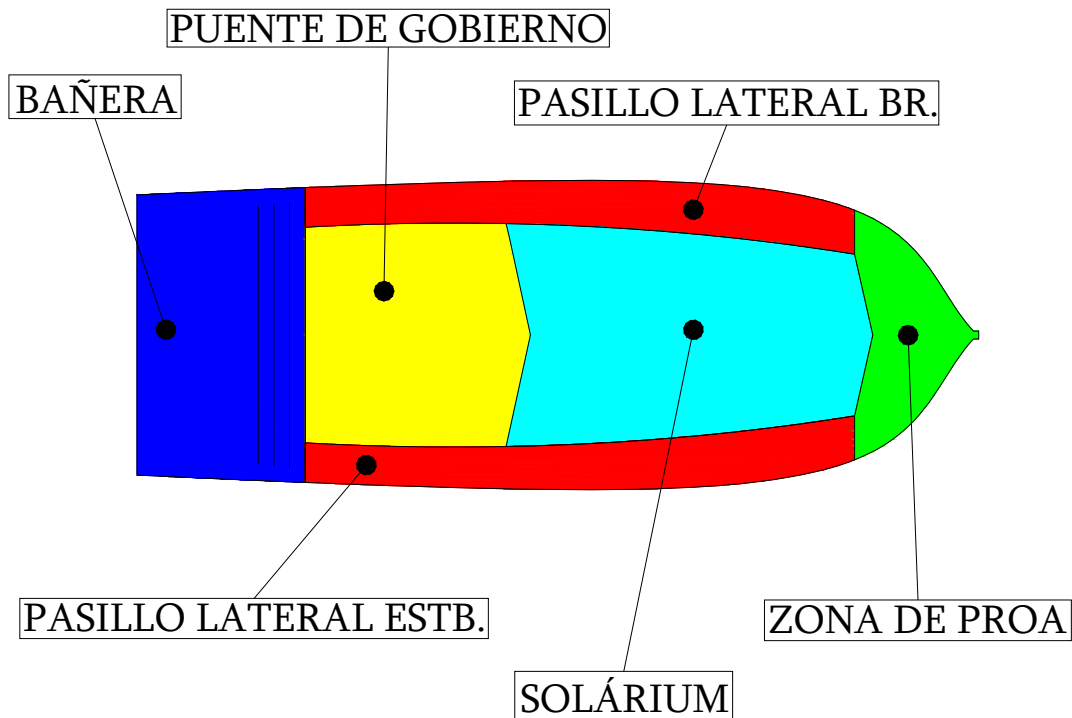 PUENTE DE GOBIERNO
BAÑERA
PASILLO LATERAL BR.
PASILLO LATERAL ESTB.
ZONA DE PROA
SOLÁRIUM